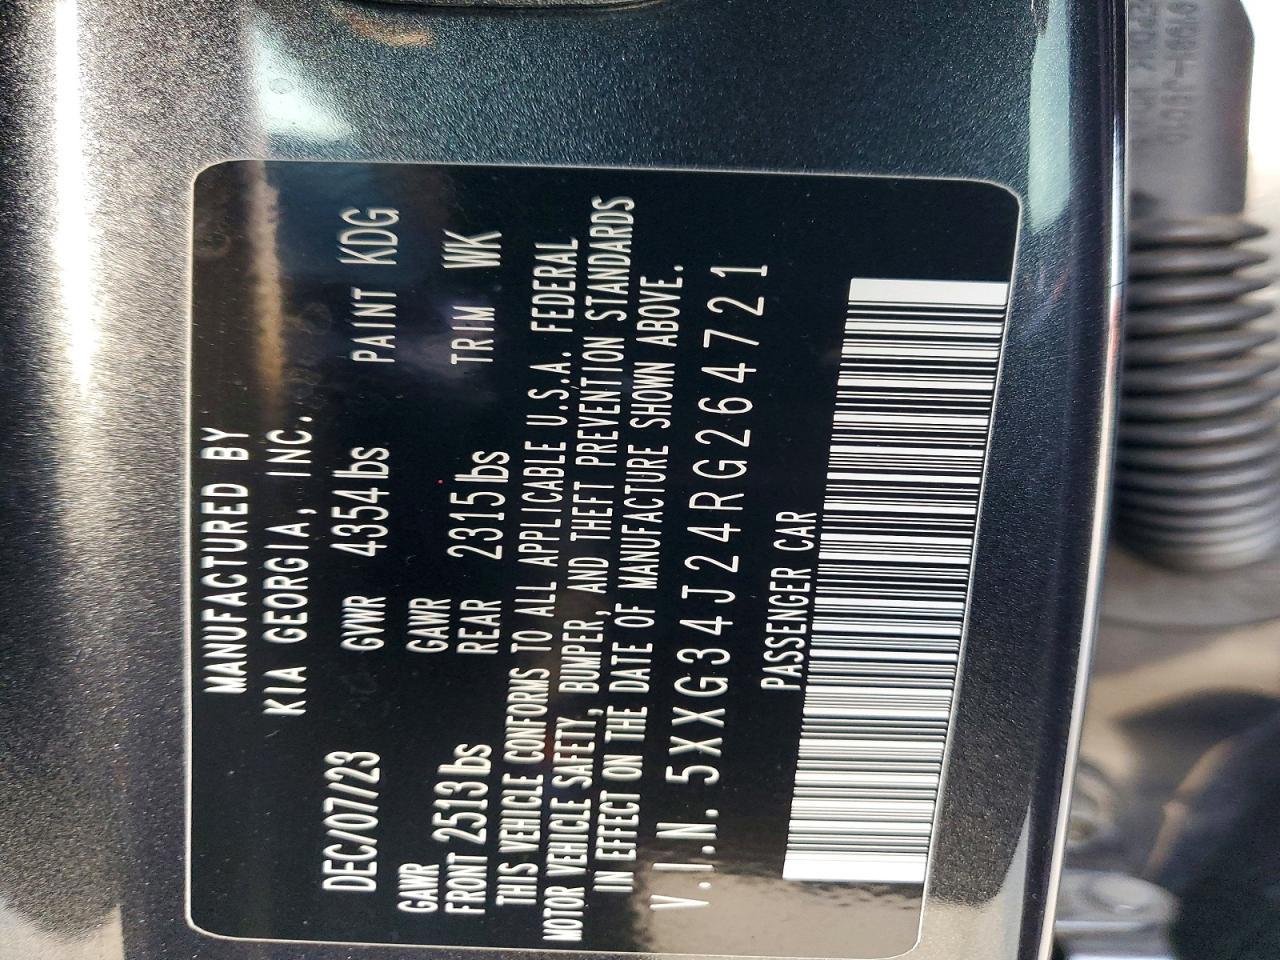 MANUFACTURED BY
KIA GEORGIA, INC.
DEC/07/23 GVWR 4354lbs PAINT KDG
GAWR GAWR
FRONT 2513lbs REAR 2315lbs TRIM WK
THIS VEHICLE CONFORMS TO ALL APPLICABLE U.S.A. FEDERAL
MOTOR VEHICLE SAFETY, BUMPER, AND THEFT PREVENTION STANDARDS
IN EFFECT ON THE DATE OF MANUFACTURE SHOWN ABOVE.
V.I.N. 5XXG34J24RG264721
PASSENGER CAR